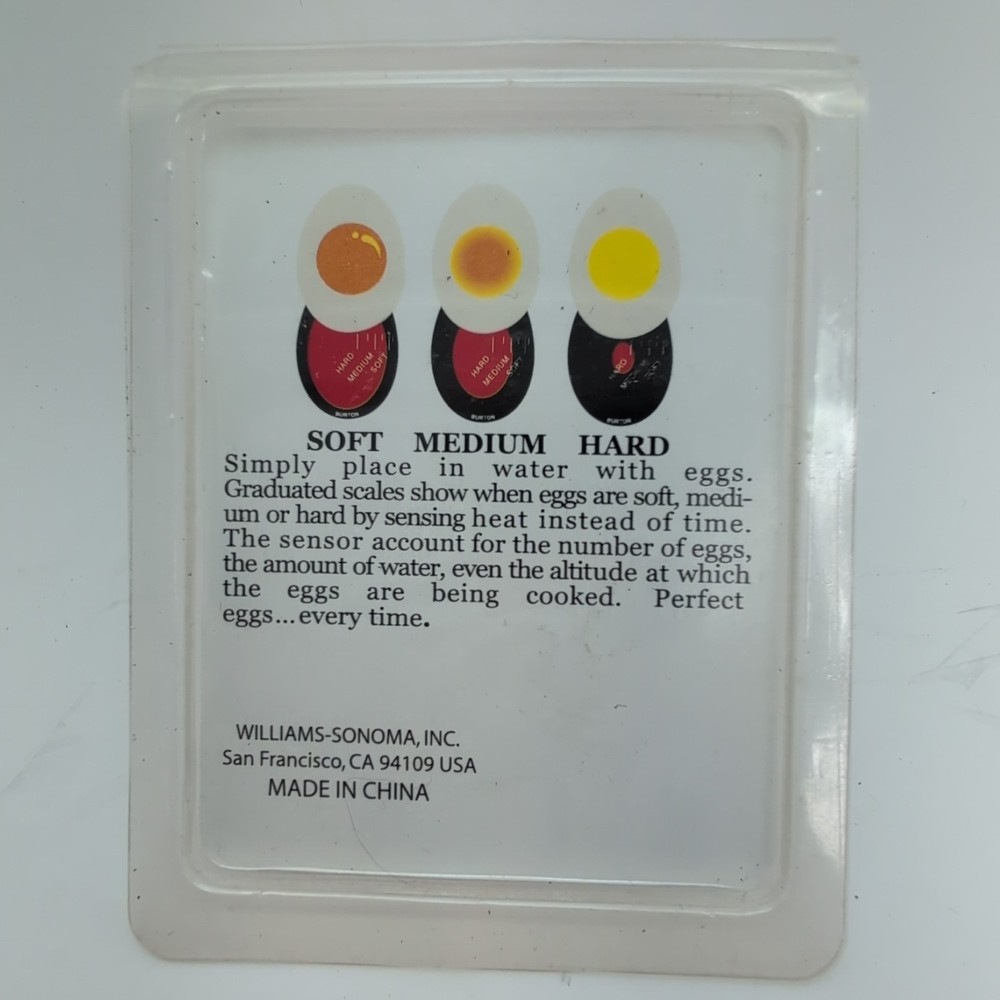 HARD
MEDIUM
SOFT
BURTON
HARD
MEDIUM
SOFT
BURTON
BURTON
SOFT MEDIUM HARD
Simply place in water with eggs.
Graduated scales show when eggs are soft, medi-
um or hard by sensing heat instead of time.
The sensor account for the number of eggs,
the amount of water, even the altitude at which
the eggs are being cooked. Perfect
eggs...every time.
WILLIAMS-SONOMA, INC.
San Francisco, CA 94109 USA
MADE IN CHINA